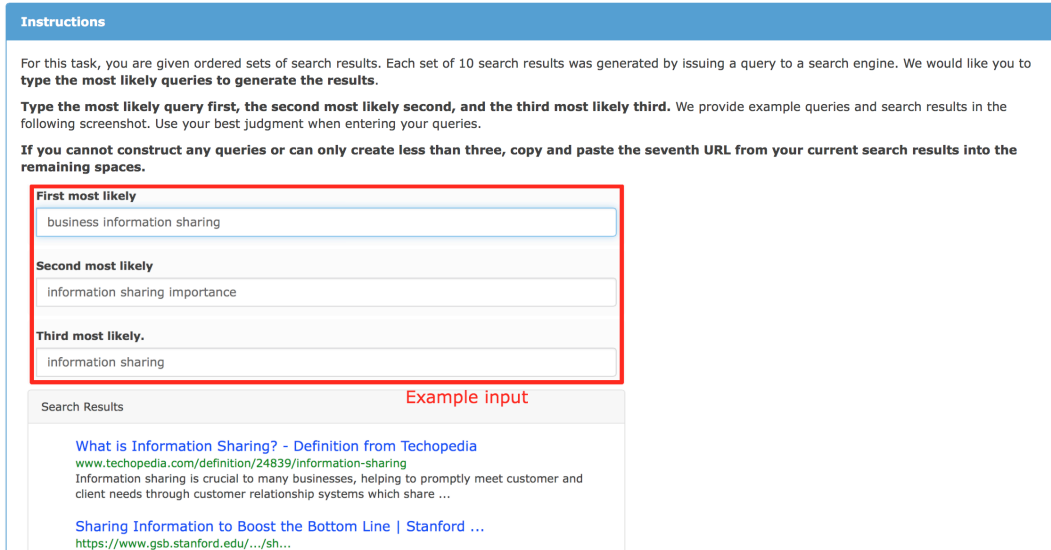 Instructions
For this task, you are given ordered sets of search results. Each set of 10 search results was generated by issuing a query to a search engine. We would like you to
type the most likely queries to generate the results.
Type the most likely query first, the second most likely second, and the third most likely third. We provide example queries and search results in the
following screenshot. Use your best judgment when entering your queries.
If you cannot construct any queries or can only create less than three, copy and paste the seventh URL from your current search results into the
remaining spaces.
First most likely
business information sharing
Second most likely
information sharing importance
Third most likely.
information sharing
Example input
Search Results
What is Information Sharing? - Definition from Techopedia
www.techopedia.com/definition/24839/information-sharing
Information sharing is crucial to many businesses, helping to promptly meet customer and
client needs through customer relationship systems which share ...
Sharing Information to Boost the Bottom Line | Stanford ...
https://www.gsb.stanford.edu/.../sh...